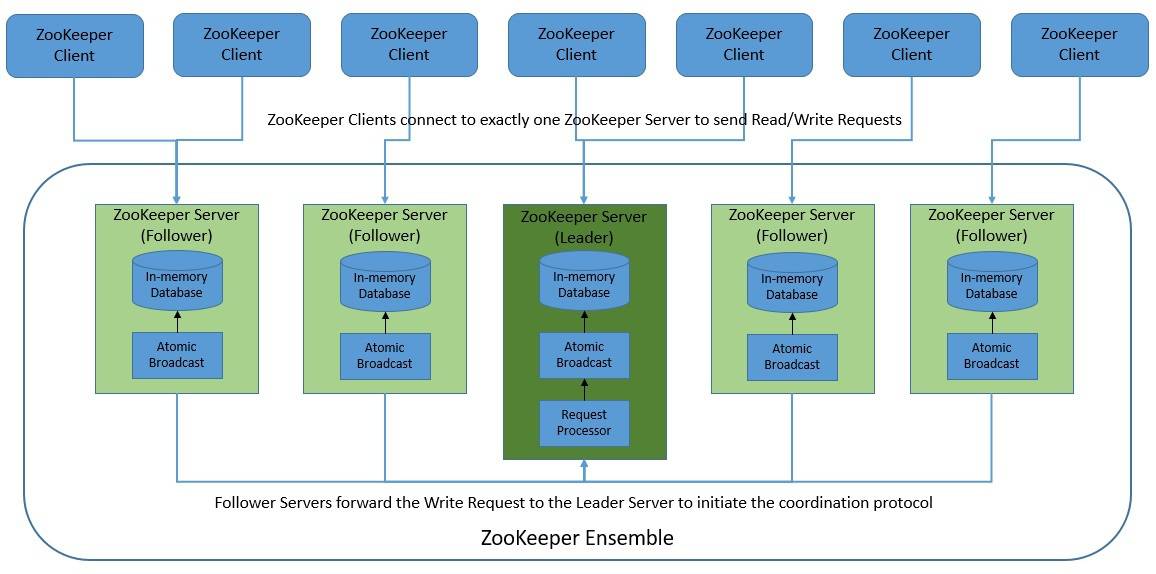 ZooKeeper
Client
ZooKeeper
Client
ZooKeeper
Client
ZooKeeper
Client
ZooKeeper
Client
ZooKeeper
Client
ZooKeeper
Client
ZooKeeper Clients connect to exactly one ZooKeeper Server to send Read/Write Requests
ZooKeeper Server
(Follower)
In-memory
Database
Atomic
Broadcast
ZooKeeper Server
(Follower)
In-memory
Database
Atomic
Broadcast
ZooKeeper Server
(Leader)
In-memory
Database
Atomic
Broadcast
Request
Processor
ZooKeeper Server
(Follower)
In-memory
Database
Atomic
Broadcast
ZooKeeper Server
(Follower)
In-memory
Database
Atomic
Broadcast
Follower Servers forward the Write Request to the Leader Server to initiate the coordination protocol
ZooKeeper Ensemble